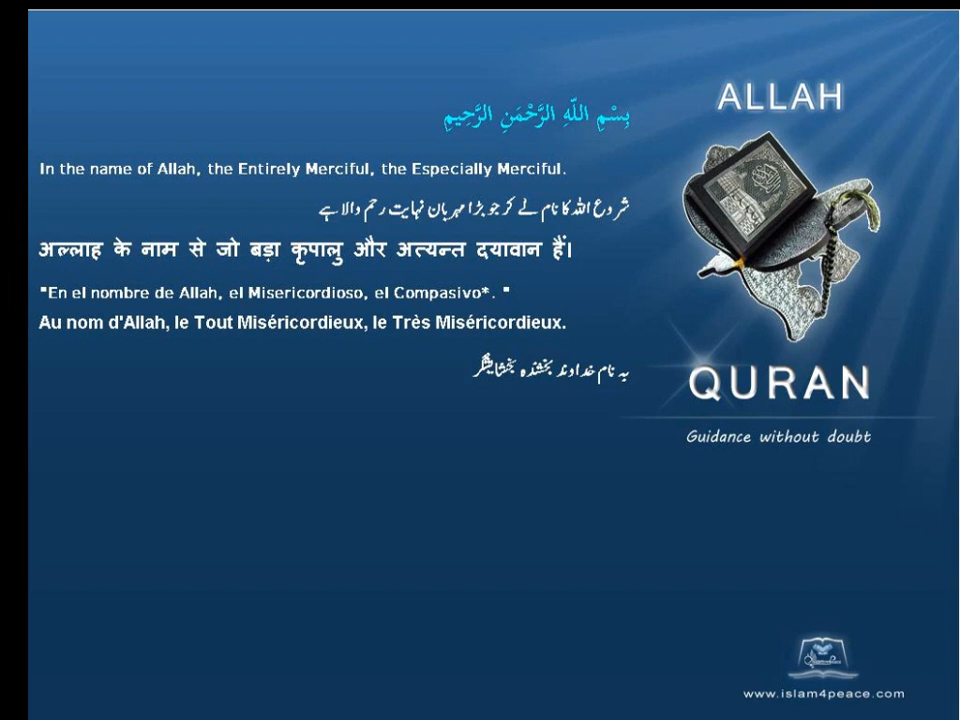 بِسْمِ اللَّهِ الرَّحْمَنِ الرَّحِيمِ
In the name of Allah, the Entirely Merciful, the Especially Merciful.
شروع اللہ کا نام لے کر جو بڑا مہربان نہایت رحم والا ہے
अल्लाह के नाम से जो बड़ा कृपालु और अत्यन्त दयावान हैं।
"En el nombre de Allah, el Misericordioso, el Compasivo*. "
Au nom d'Allah, le Tout Miséricordieux, le Très Miséricordieux.
به نام خداوند بخشنده بخشایشگر
ALLAH
QURAN
Guidance without doubt
www.islam4peace.com